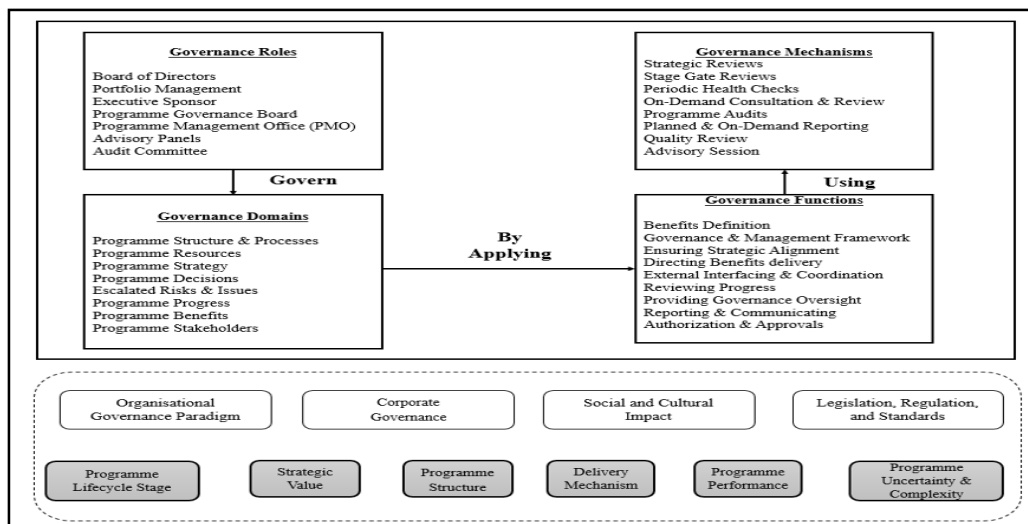 Governance Roles
Board of Directors
Portfolio Management
Executive Sponsor
Programme Governance Board
Programme Management Office (PMO)
Advisory Panels
Audit Committee
Govern
Governance Domains
Programme Structure & Processes
Programme Resources
Programme Strategy
Programme Decisions
Escalated Risks & Issues
Programme Progress
Programme Benefits
Programme Stakeholders
By
Applying
Governance Functions
Benefits Definition
Governance & Management Framework
Ensuring Strategic Alignment
Directing Benefits delivery
External Interfacing & Coordination
Reviewing Progress
Providing Governance Oversight
Reporting & Communicating
Authorization & Approvals
Using
Governance Mechanisms
Strategic Reviews
Stage Gate Reviews
Periodic Health Checks
On-Demand Consultation & Review
Programme Audits
Planned & On-Demand Reporting
Quality Review
Advisory Session
Organisational
Governance Paradigm
Corporate
Governance
Social and Cultural
Impact
Legislation, Regulation,
and Standards
Programme
Lifecycle Stage
Strategic
Value
Programme
Structure
Delivery
Mechanism
Programme
Performance
Programme
Uncertainty &
Complexity